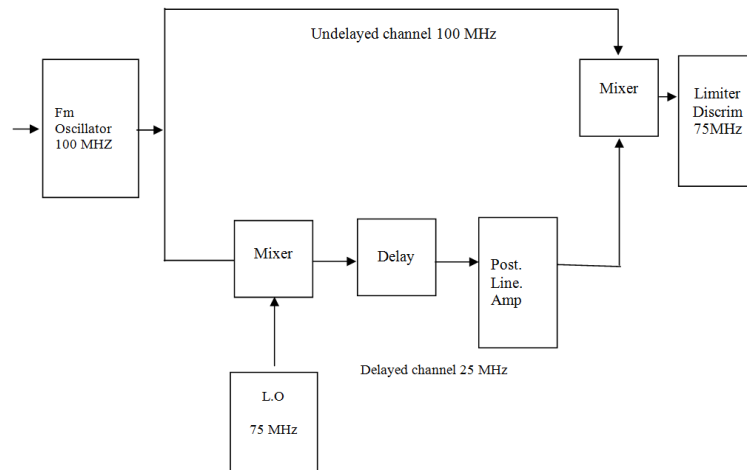 Undelayed channel 100 MHz
Fm
Oscillator
100 MHZ
Mixer
Limiter
Discrim
75MHz
Mixer
Delay
Post.
Line.
Amp
Delayed channel 25 MHz
L.O
75 MHz